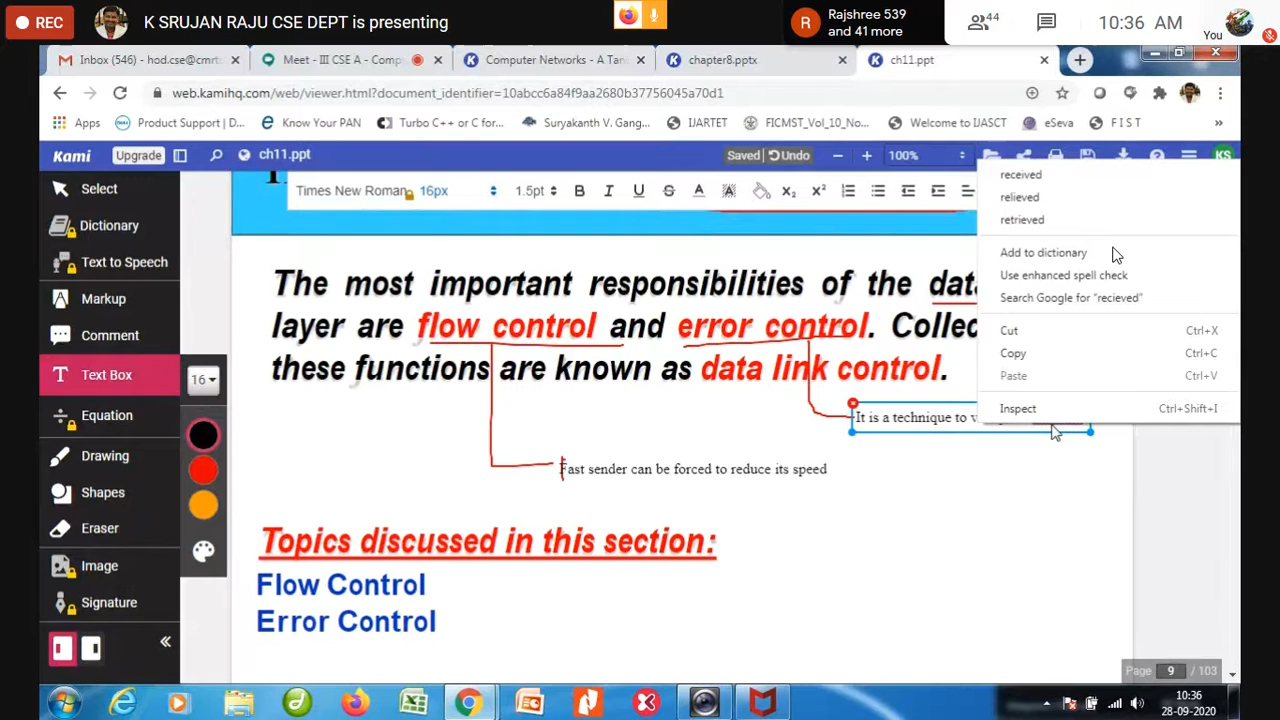 REC
K SRUJAN RAJU CSE DEPT is presenting
R
Rajshree 539
and 41 more
44
10:36 AM
You
Inbox (546) - hod.cse@cmrtc
Meet - III CSE A - Comp
Computer Networks - A Tan
chapter8.pptx
ch11.ppt
web.kamihq.com/web/viewer.html?document_identifier=10abcc6a84f9aa2680b37756045a70d1
Apps
Product Support | D...
Know Your PAN
Turbo C++ or C for...
Suryakanth V. Gang...
IJARTET
FICMST_Vol_10_No...
Welcome to IJASCT
eSeva
F I S T
»
Kami
Upgrade
ch11.ppt
Saved
Undo
100%
KS
Times New Roman
16px
1.5pt
B I U S A
Select
Dictionary
Text to Speech
Markup
Comment
Text Box
16
Equation
Drawing
Shapes
Eraser
Image
Signature
received
relieved
retrieved
Add to dictionary
Use enhanced spell check
Search Google for "recieved"
Cut Ctrl+X
Copy Ctrl+C
Paste Ctrl+V
Inspect Ctrl+Shift+I
The most important responsibilities of the data
layer are flow control and error control. Collec
these functions are known as data link control.
It is a technique to v
Fast sender can be forced to reduce its speed
Topics discussed in this section:
Flow Control
Error Control
Page 9 / 103
10:36
28-09-2020